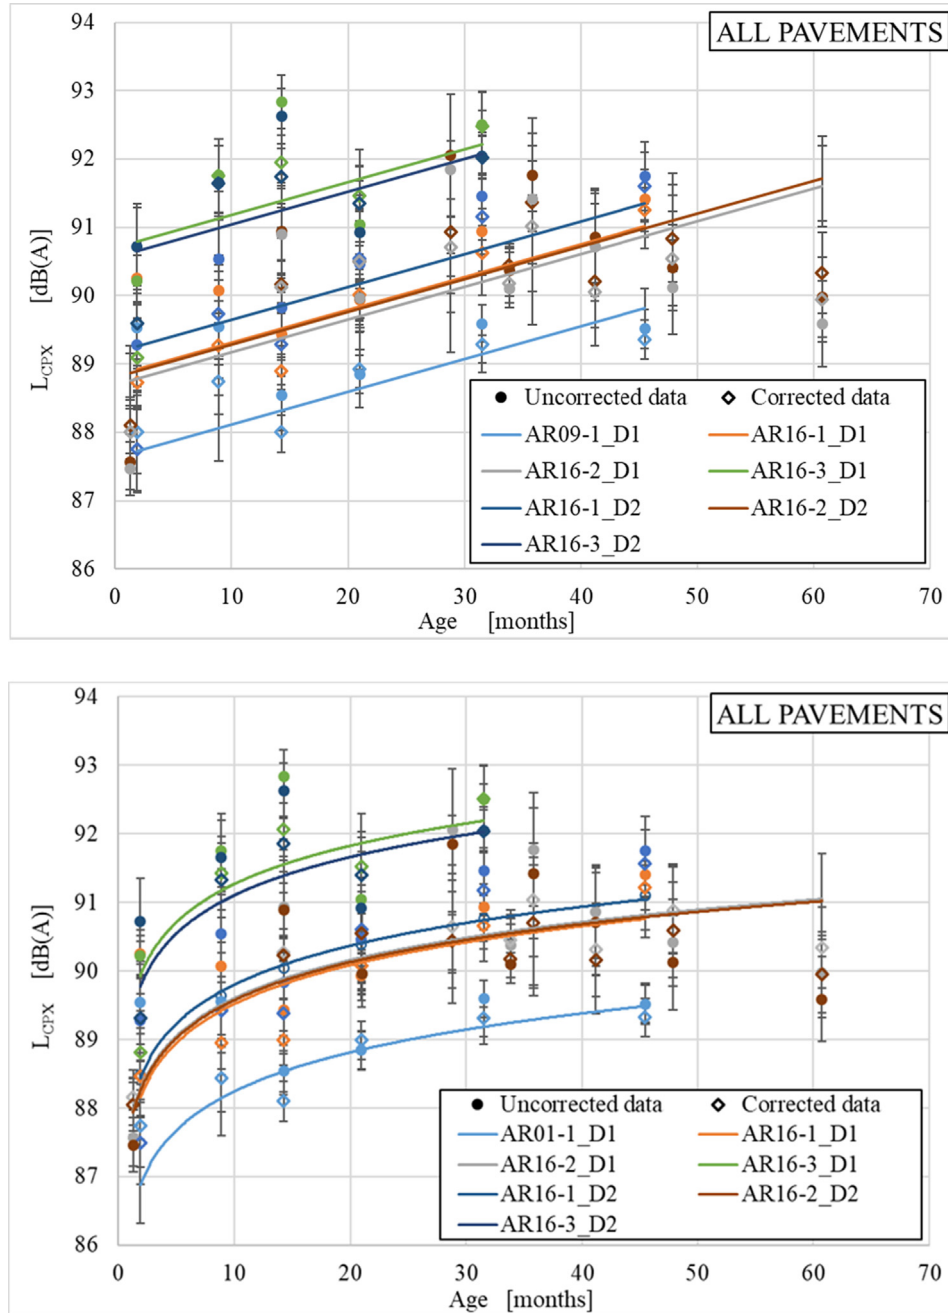 ALL PAVEMENTS
94
93
92
91
90
89
88
87
86
L_CPX [dB(A)]
Uncorrected data Corrected data
AR09-1_D1 AR16-1_D1
AR16-2_D1 AR16-3_D1
AR16-1_D2 AR16-2_D2
AR16-3_D2
0 10 20 30 40 50 60 70
Age [months]
ALL PAVEMENTS
94
93
92
91
90
89
88
87
86
L_CPX [dB(A)]
Uncorrected data Corrected data
AR01-1_D1 AR16-1_D1
AR16-2_D1 AR16-3_D1
AR16-1_D2 AR16-2_D2
AR16-3_D2
0 10 20 30 40 50 60 70
Age [months]